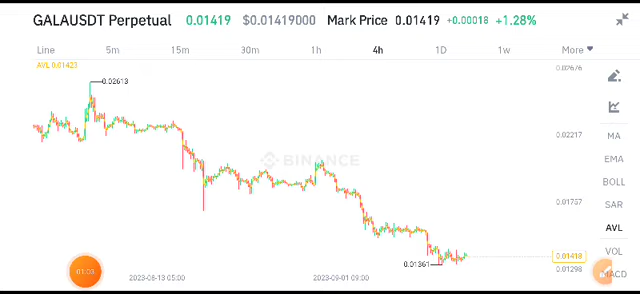 GALAUSDT Perpetual 0.01419 $0.01419000 Mark Price 0.01419 +0.00018 +1.28%
Line 5m 15m 30m 1h 4h 1D 1w More
AVL 0.01423
0.02676
0.02613
0.02217
MA
EMA
BINANCE
BOLL
0.01757
SAR
AVL
VOL
0.01418
0.01361
0.01298
MACD
01:03
2023-08-13 05:00 2023-09-01 09:00